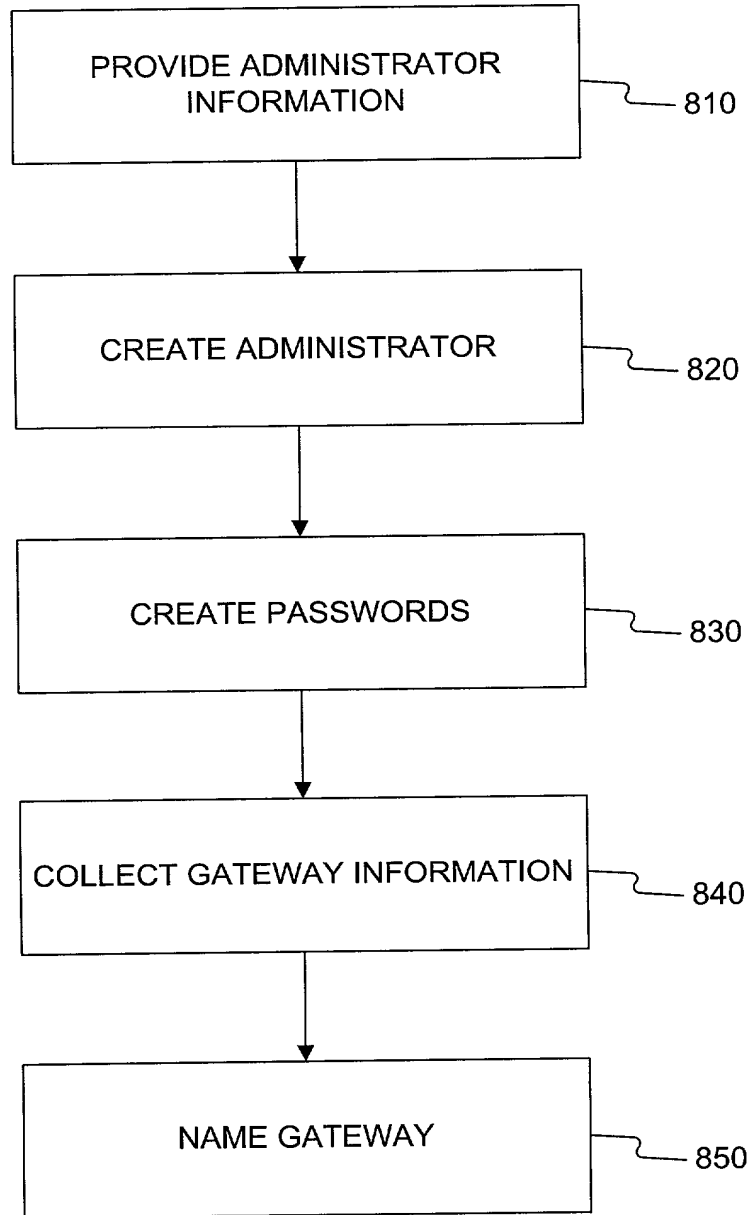 PROVIDE ADMINISTRATOR
INFORMATION
810
CREATE ADMINISTRATOR
820
CREATE PASSWORDS
830
COLLECT GATEWAY INFORMATION
840
NAME GATEWAY
850